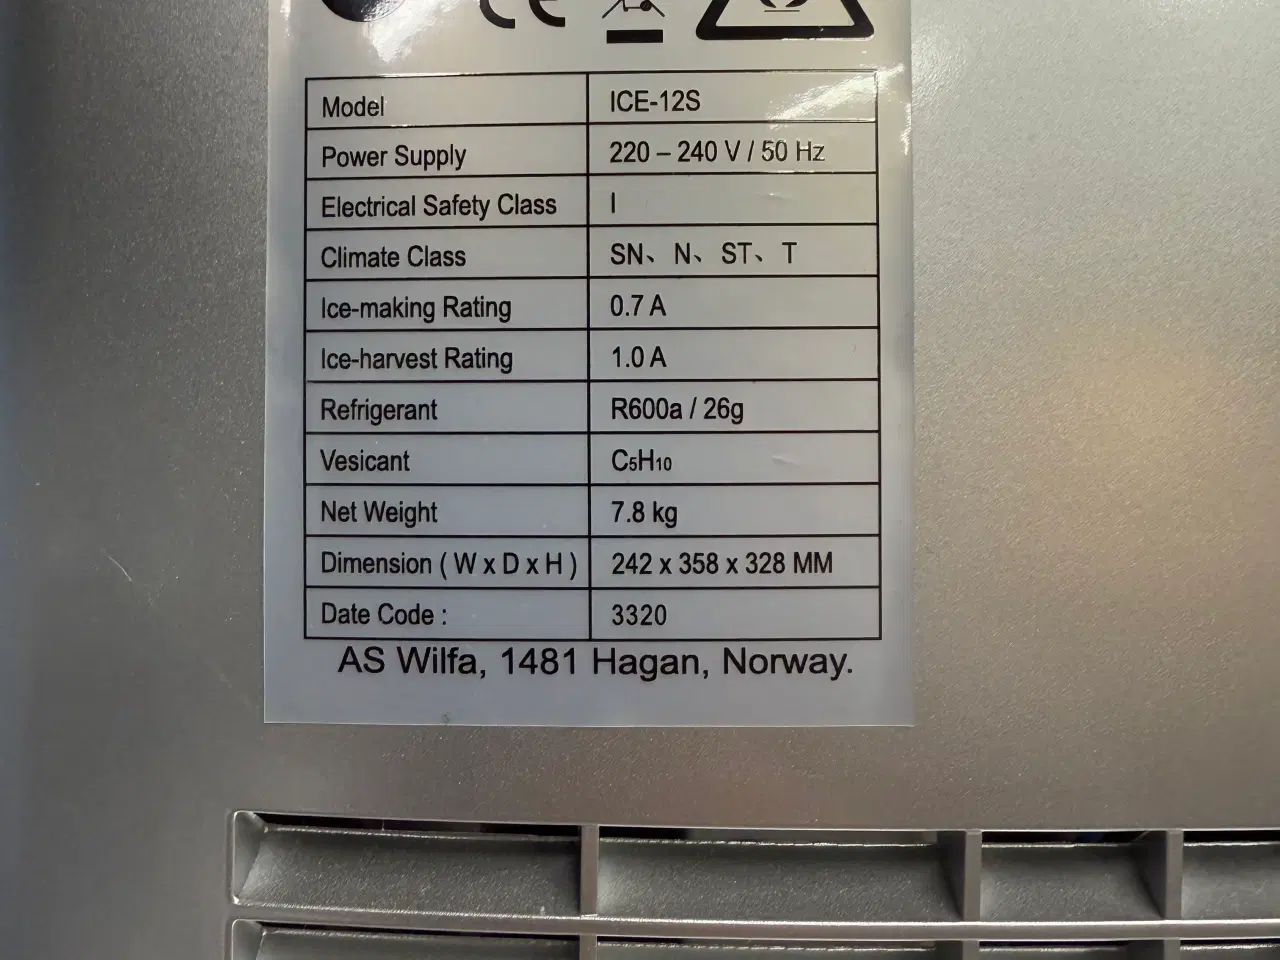 CE
Model ICE-12S
Power Supply 220 – 240 V / 50 Hz
Electrical Safety Class I
Climate Class SN、 N、 ST、 T
Ice-making Rating 0.7 A
Ice-harvest Rating 1.0 A
Refrigerant R600a / 26g
Vesicant C₅H₁₀
Net Weight 7.8 kg
Dimension ( W x D x H ) 242 x 358 x 328 MM
Date Code : 3320
AS Wilfa, 1481 Hagan, Norway.